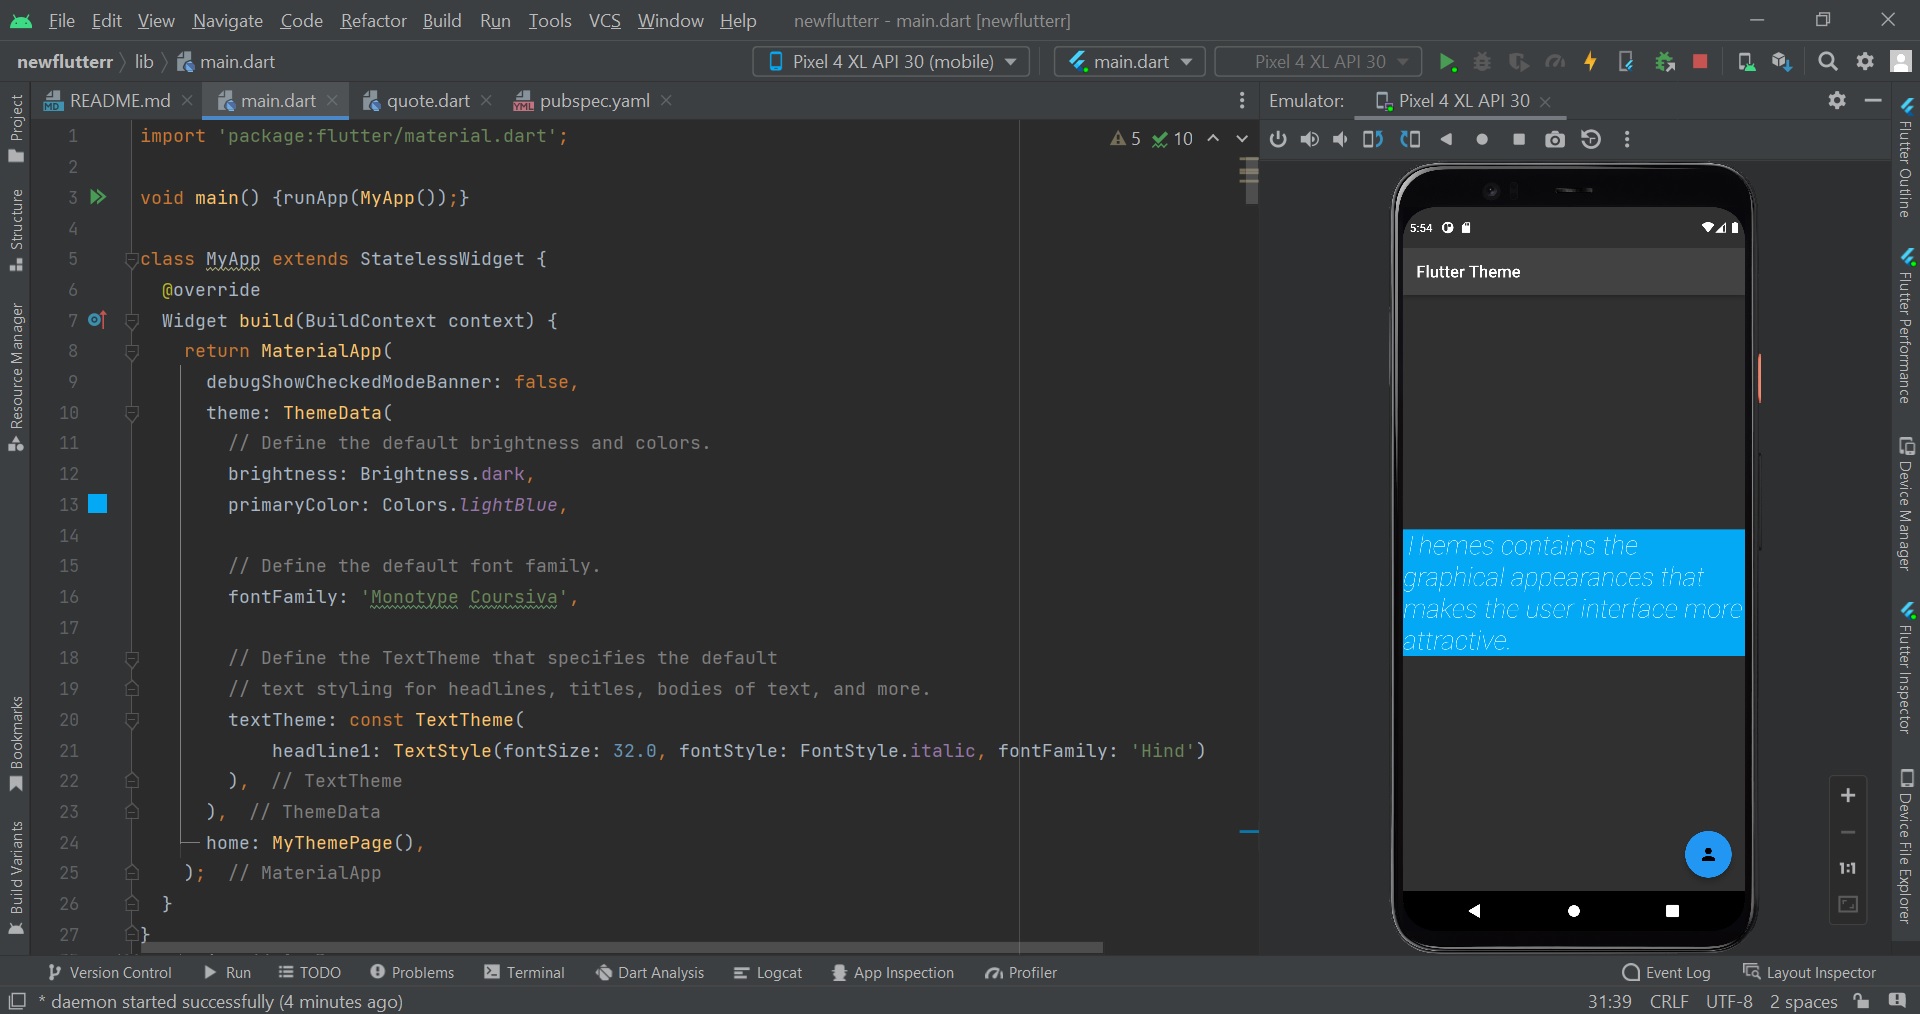 File Edit View Navigate Code Refactor Build Run Tools VCS Window Help newflutterr - main.dart [newflutterr]
newflutterr lib main.dart Pixel 4 XL API 30 (mobile) main.dart Pixel 4 XL API 30
README.md main.dart quote.dart pubspec.yaml Emulator: Pixel 4 XL API 30
Project
Structure
Resource Manager
Bookmarks
Build Variants
5 10
1 import 'package:flutter/material.dart';
2
3 void main() {runApp(MyApp());}
4
5 class MyApp extends StatelessWidget {
6 @override
7 Widget build(BuildContext context) {
8 return MaterialApp(
9 debugShowCheckedModeBanner: false,
10 theme: ThemeData(
11 // Define the default brightness and colors.
12 brightness: Brightness.dark,
13 primaryColor: Colors.lightBlue,
14
15 // Define the default font family.
16 fontFamily: 'Monotype Coursiva',
17
18 // Define the TextTheme that specifies the default
19 // text styling for headlines, titles, bodies of text, and more.
20 textTheme: const TextTheme(
21 headline1: TextStyle(fontSize: 32.0, fontStyle: FontStyle.italic, fontFamily: 'Hind')
22 ), // TextTheme
23 ), // ThemeData
24 home: MyThemePage(),
25 ); // MaterialApp
26 }
27 }
5:54
Flutter Theme
Themes contains the
graphical appearances that
makes the user interface more
attractive.
1:1
Flutter Outline
Flutter Performance
Device Manager
Flutter Inspector
Device File Explorer
Version Control Run TODO Problems Terminal Dart Analysis Logcat App Inspection Profiler Event Log Layout Inspector
* daemon started successfully (4 minutes ago) 31:39 CRLF UTF-8 2 spaces